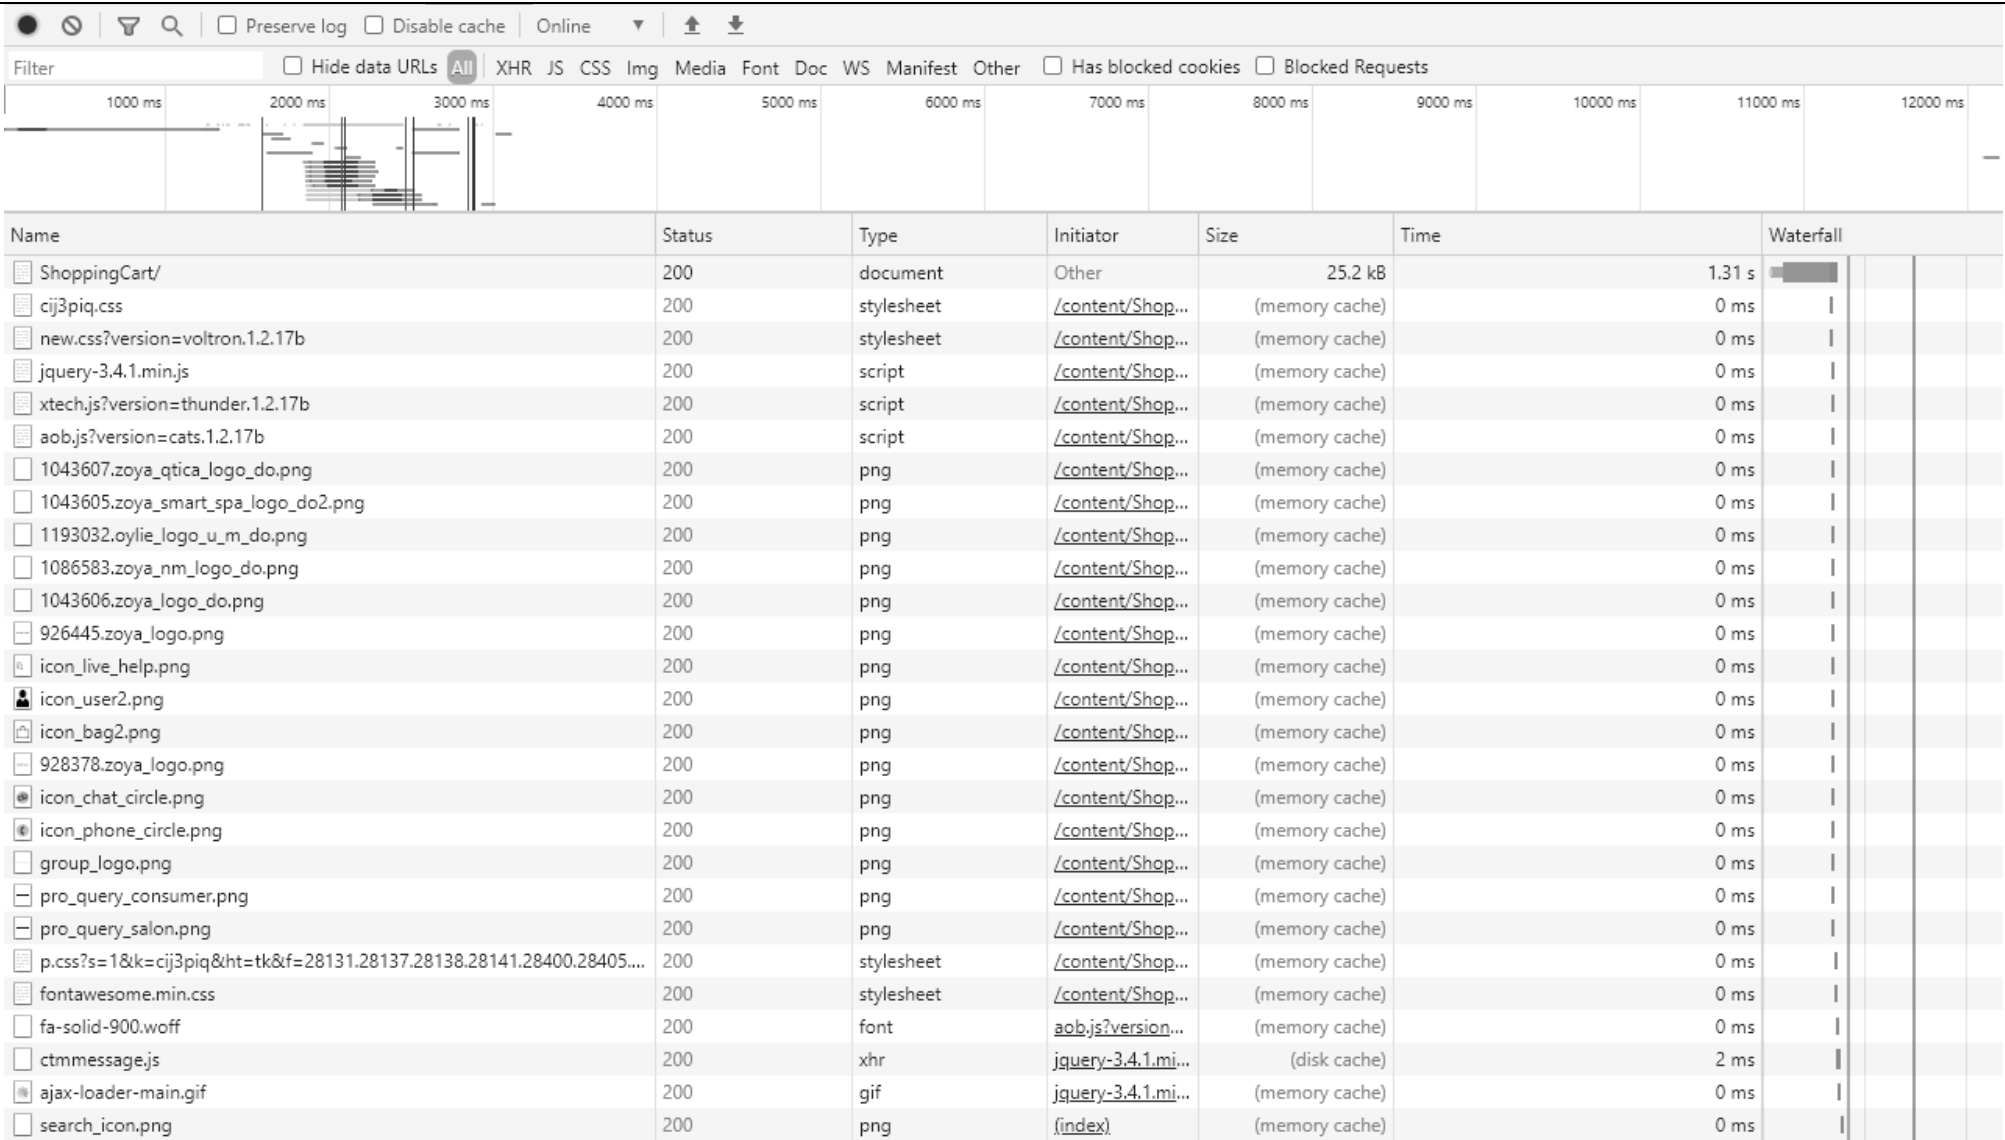 Preserve log Disable cache Online
Filter Hide data URLs All XHR JS CSS Img Media Font Doc WS Manifest Other Has blocked cookies Blocked Requests
1000 ms 2000 ms 3000 ms 4000 ms 5000 ms 6000 ms 7000 ms 8000 ms 9000 ms 10000 ms 11000 ms 12000 ms
Name Status Type Initiator Size Time Waterfall
ShoppingCart/ 200 document Other 25.2 kB 1.31 s
cij3piq.css 200 stylesheet /content/Shop... (memory cache) 0 ms
new.css?version=voltron.1.2.17b 200 stylesheet /content/Shop... (memory cache) 0 ms
jquery-3.4.1.min.js 200 script /content/Shop... (memory cache) 0 ms
xtech.js?version=thunder.1.2.17b 200 script /content/Shop... (memory cache) 0 ms
aob.js?version=cats.1.2.17b 200 script /content/Shop... (memory cache) 0 ms
1043607.zoya_qtica_logo_do.png 200 png /content/Shop... (memory cache) 0 ms
1043605.zoya_smart_spa_logo_do2.png 200 png /content/Shop... (memory cache) 0 ms
1193032.oylie_logo_u_m_do.png 200 png /content/Shop... (memory cache) 0 ms
1086583.zoya_nm_logo_do.png 200 png /content/Shop... (memory cache) 0 ms
1043606.zoya_logo_do.png 200 png /content/Shop... (memory cache) 0 ms
926445.zoya_logo.png 200 png /content/Shop... (memory cache) 0 ms
icon_live_help.png 200 png /content/Shop... (memory cache) 0 ms
icon_user2.png 200 png /content/Shop... (memory cache) 0 ms
icon_bag2.png 200 png /content/Shop... (memory cache) 0 ms
928378.zoya_logo.png 200 png /content/Shop... (memory cache) 0 ms
icon_chat_circle.png 200 png /content/Shop... (memory cache) 0 ms
icon_phone_circle.png 200 png /content/Shop... (memory cache) 0 ms
group_logo.png 200 png /content/Shop... (memory cache) 0 ms
pro_query_consumer.png 200 png /content/Shop... (memory cache) 0 ms
pro_query_salon.png 200 png /content/Shop... (memory cache) 0 ms
p.css?s=1&k=cij3piq&ht=tk&f=28131.28137.28138.28141.28400.28405.... 200 stylesheet /content/Shop... (memory cache) 0 ms
fontawesome.min.css 200 stylesheet /content/Shop... (memory cache) 0 ms
fa-solid-900.woff 200 font aob.js?version... (memory cache) 0 ms
ctmmessage.js 200 xhr jquery-3.4.1.mi... (disk cache) 2 ms
ajax-loader-main.gif 200 gif jquery-3.4.1.mi... (memory cache) 0 ms
search_icon.png 200 png (index) (memory cache) 0 ms